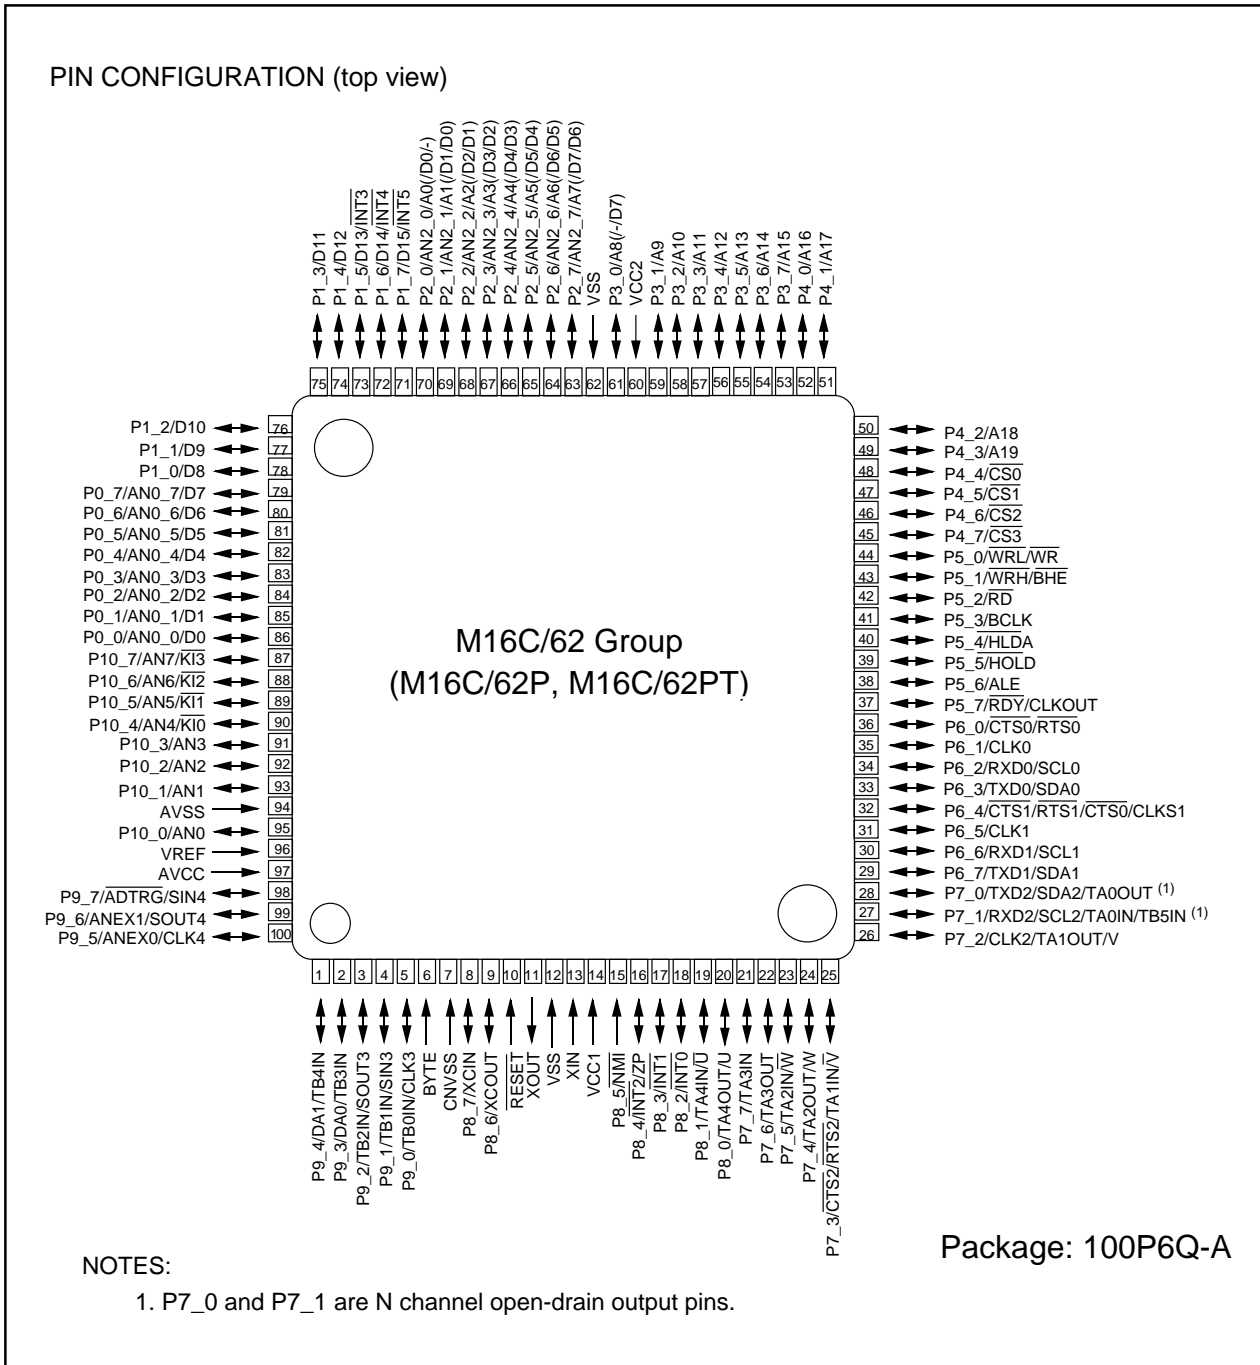 PIN CONFIGURATION (top view)
P1_3/D11
P1_4/D12
P1_5/D13/INT3
P1_6/D14/INT4
P1_7/D15/INT5
P2_0/AN2_0/A0(/D0/-)
P2_1/AN2_1/A1(/D1/D0)
P2_2/AN2_2/A2(/D2/D1)
P2_3/AN2_3/A3(/D3/D2)
P2_4/AN2_4/A4(/D4/D3)
P2_5/AN2_5/A5(/D5/D4)
P2_6/AN2_6/A6(/D6/D5)
P2_7/AN2_7/A7(/D7/D6)
VSS
P3_0/A8(/-/D7)
VCC2
P3_1/A9
P3_2/A10
P3_3/A11
P3_4/A12
P3_5/A13
P3_6/A14
P3_7/A15
P4_0/A16
P4_1/A17
75 74 73 72 71 70 69 68 67 66 65 64 63 62 61 60 59 58 57 56 55 54 53 52 51
P1_2/D10 76
P1_1/D9 77
P1_0/D8 78
P0_7/AN0_7/D7 79
P0_6/AN0_6/D6 80
P0_5/AN0_5/D5 81
P0_4/AN0_4/D4 82
P0_3/AN0_3/D3 83
P0_2/AN0_2/D2 84
P0_1/AN0_1/D1 85
P0_0/AN0_0/D0 86
P10_7/AN7/KI3 87
P10_6/AN6/KI2 88
P10_5/AN5/KI1 89
P10_4/AN4/KI0 90
P10_3/AN3 91
P10_2/AN2 92
P10_1/AN1 93
AVSS 94
P10_0/AN0 95
VREF 96
AVCC 97
P9_7/ADTRG/SIN4 98
P9_6/ANEX1/SOUT4 99
P9_5/ANEX0/CLK4 100
M16C/62 Group
(M16C/62P, M16C/62PT)
50 P4_2/A18
49 P4_3/A19
48 P4_4/CS0
47 P4_5/CS1
46 P4_6/CS2
45 P4_7/CS3
44 P5_0/WRL/WR
43 P5_1/WRH/BHE
42 P5_2/RD
41 P5_3/BCLK
40 P5_4/HLDA
39 P5_5/HOLD
38 P5_6/ALE
37 P5_7/RDY/CLKOUT
36 P6_0/CTS0/RTS0
35 P6_1/CLK0
34 P6_2/RXD0/SCL0
33 P6_3/TXD0/SDA0
32 P6_4/CTS1/RTS1/CTS0/CLKS1
31 P6_5/CLK1
30 P6_6/RXD1/SCL1
29 P6_7/TXD1/SDA1
28 P7_0/TXD2/SDA2/TA0OUT (1)
27 P7_1/RXD2/SCL2/TA0IN/TB5IN (1)
26 P7_2/CLK2/TA1OUT/V
1 2 3 4 5 6 7 8 9 10 11 12 13 14 15 16 17 18 19 20 21 22 23 24 25
P9_4/DA1/TB4IN
P9_3/DA0/TB3IN
P9_2/TB2IN/SOUT3
P9_1/TB1IN/SIN3
P9_0/TB0IN/CLK3
BYTE
CNVSS
P8_7/XCIN
P8_6/XCOUT
RESET
XOUT
VSS
XIN
VCC1
P8_5/NMI
P8_4/INT2/ZP
P8_3/INT1
P8_2/INT0
P8_1/TA4IN/U
P8_0/TA4OUT/U
P7_7/TA3IN
P7_6/TA3OUT
P7_5/TA2IN/W
P7_4/TA2OUT/W
P7_3/CTS2/RTS2/TA1IN/V
Package: 100P6Q-A
NOTES:
1. P7_0 and P7_1 are N channel open-drain output pins.